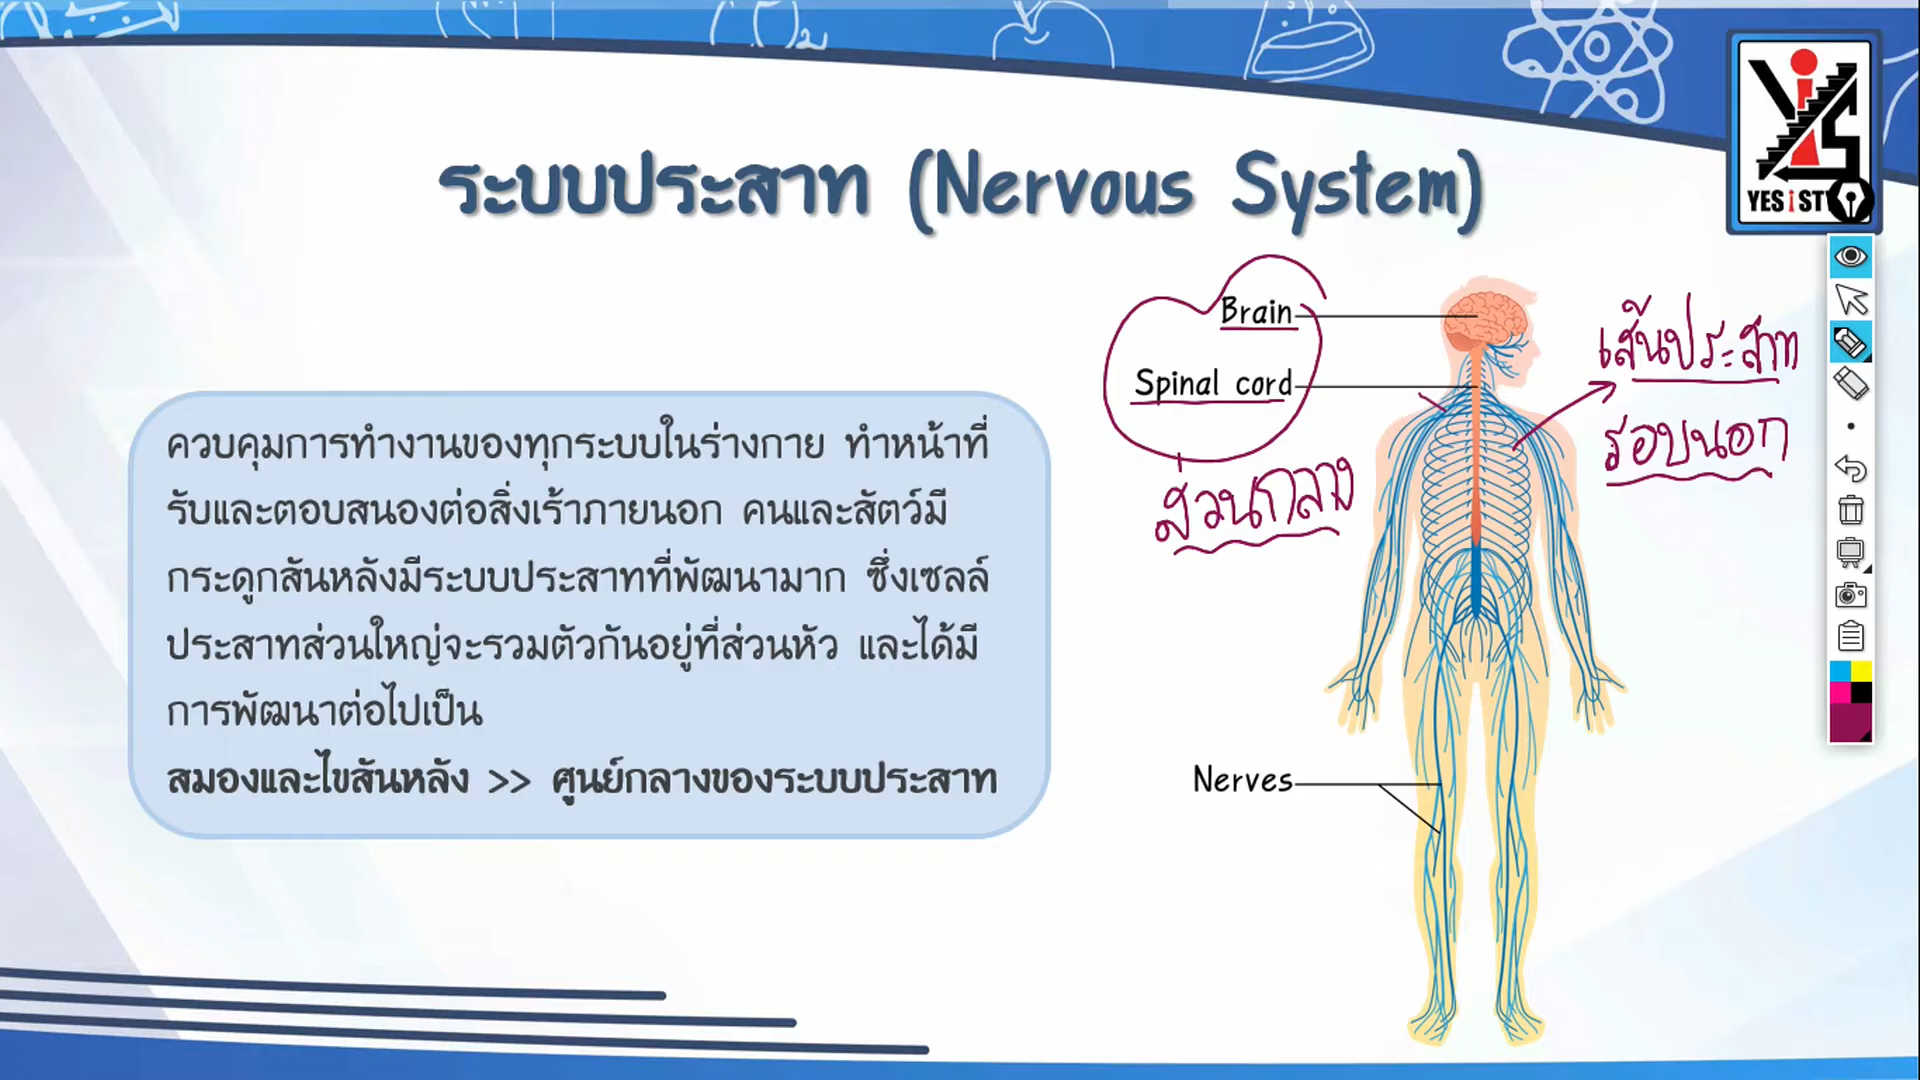 ระบบประสาท (Nervous System)
YES iST
Brain
Spinal cord
ส่วนกลาง
เส้นประสาท
รอบนอก
ควบคุมการทำงานของทุกระบบในร่างกาย ทำหน้าที่
รับและตอบสนองต่อสิ่งเร้าภายนอก คนและสัตว์มี
กระดูกสันหลังมีระบบประสาทที่พัฒนามาก ซึ่งเซลล์
ประสาทส่วนใหญ่จะรวมตัวกันอยู่ที่ส่วนหัว และได้มี
การพัฒนาต่อไปเป็น
สมองและไขสันหลัง >> ศูนย์กลางของระบบประสาท
Nerves